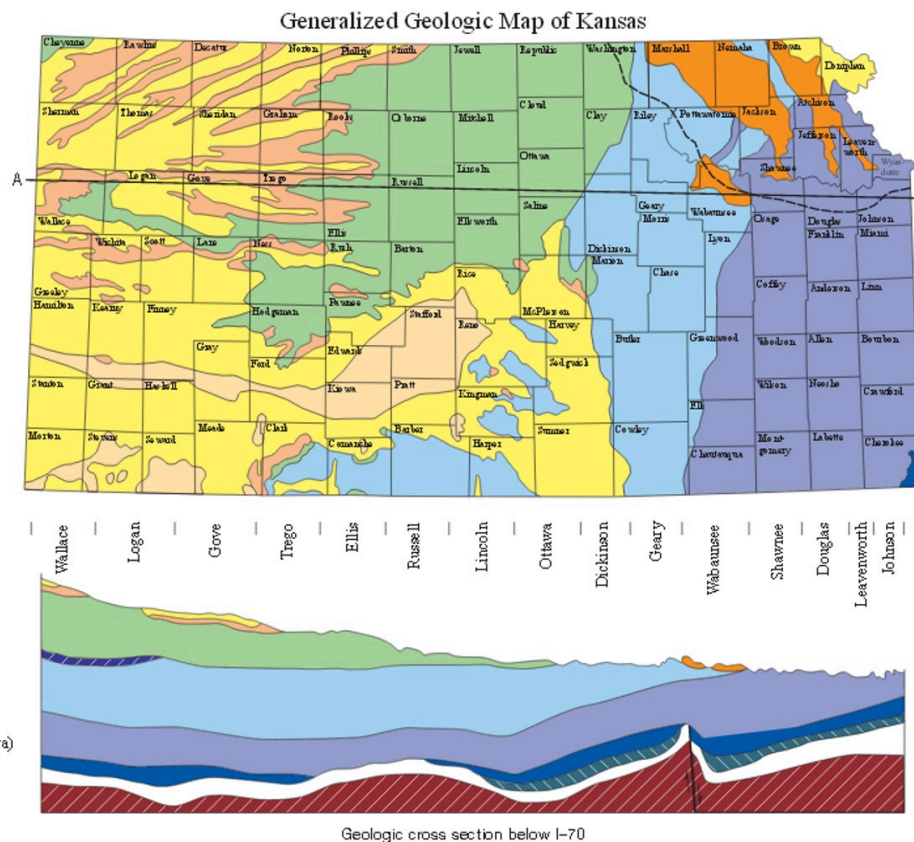 Generalized Geologic Map of Kansas
Cheyenne Rawlins Decatur Norton Phillips Smith Jewell Republic Washington Marshall Nemaha Brown Doniphan
Sherman Thomas Sheridan Graham Rooks Osborne Mitchell Cloud Clay Riley X Pottawatomie Jackson Atchison
Jefferson Leaven-
worth
Wyan-
dotte
A Wallace Logan Gove Trego Ellis Russell Lincoln Ottawa Saline Geary Shawnee
Ellsworth Dickinson Morris Wabaunsee Osage Douglas Johnson
Greeley Wichita Scott Lane Ness Rush Barton Rice Marion Chase Lyon Franklin Miami
Hamilton Kearny Finney Hodgeman Pawnee Stafford Reno McPherson Harvey Coffey Anderson Linn
Gray Ford Edwards Sedgwick Butler Greenwood Woodson Allen Bourbon
Stanton Grant Haskell Kiowa Pratt Kingman Elk Wilson Neosho Crawford
Morton Stevens Seward Meade Clark Comanche Barber Harper Sumner Cowley Chautauqua Mont-
gomery Labette Cherokee
Wallace Logan Gove Trego Ellis Russell Lincoln Ottawa Dickinson Geary Wabaunsee Shawnee Douglas Leavenworth Johnson
Geologic cross section below I-70